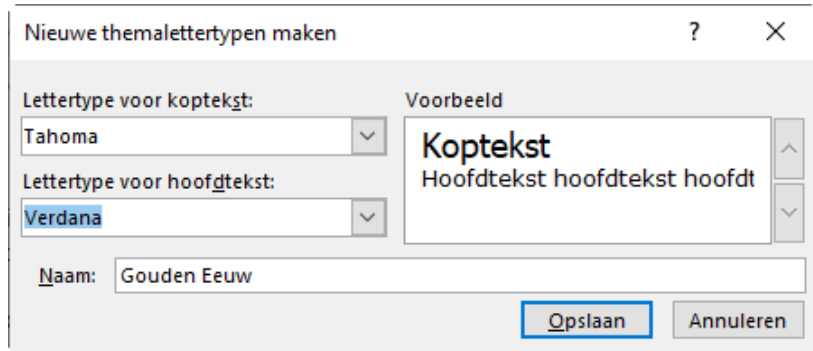 Nieuwe themalettertypen maken
?
Lettertype voor koptekst:
Tahoma
Lettertype voor hoofdtekst:
Verdana
Voorbeeld
Koptekst
Hoofdtekst hoofdtekst hoofdt
Naam: Gouden Eeuw
Opslaan Annuleren